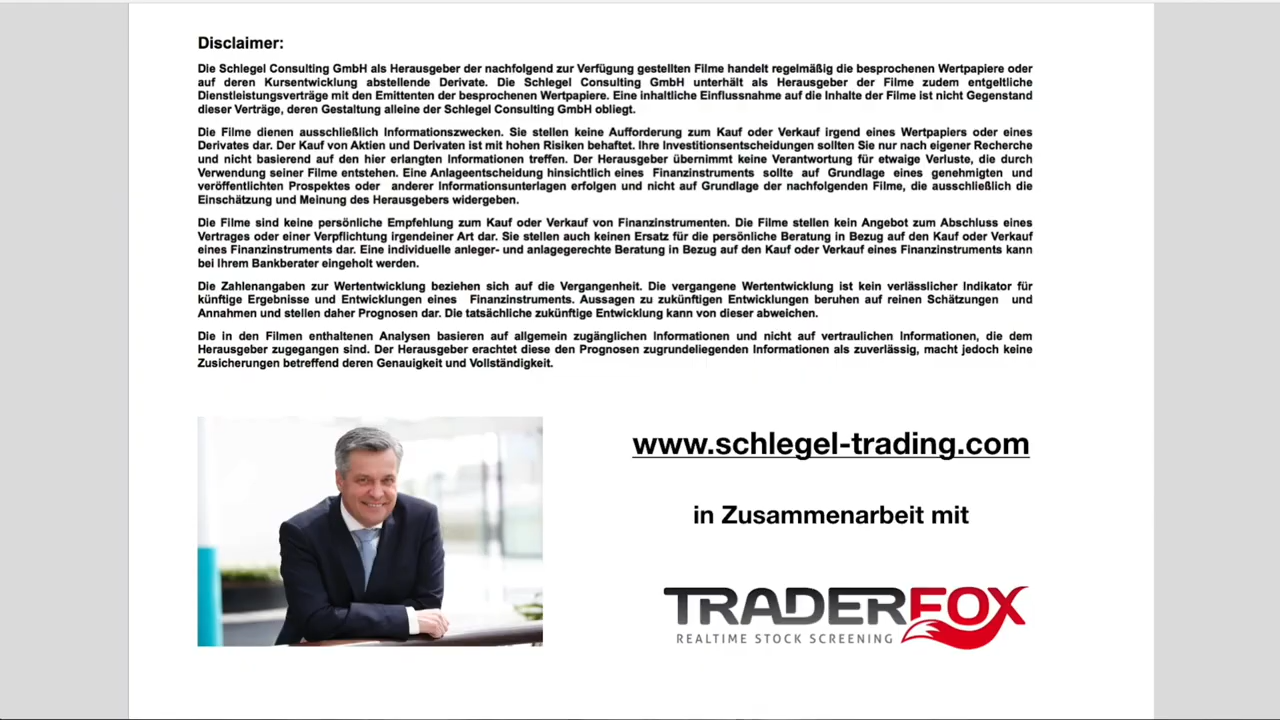 Disclaimer:
Die Schlegel Consulting GmbH als Herausgeber der nachfolgend zur Verfügung gestellten Filme handelt regelmäßig die besprochenen Wertpapiere oder
auf deren Kursentwicklung abstellende Derivate. Die Schlegel Consulting GmbH unterhält als Herausgeber der Filme zudem entgeltliche
Dienstleistungsverträge mit den Emittenten der besprochenen Wertpapiere. Eine inhaltliche Einflussnahme auf die Inhalte der Filme ist nicht Gegenstand
dieser Verträge, deren Gestaltung alleine der Schlegel Consulting GmbH obliegt.
Die Filme dienen ausschließlich Informationszwecken. Sie stellen keine Aufforderung zum Kauf oder Verkauf irgend eines Wertpapiers oder eines
Derivates dar. Der Kauf von Aktien und Derivaten ist mit hohen Risiken behaftet. Ihre Investitionsentscheidungen sollten Sie nur nach eigener Recherche
und nicht basierend auf den hier erlangten Informationen treffen. Der Herausgeber übernimmt keine Verantwortung für etwaige Verluste, die durch
Verwendung seiner Filme entstehen. Eine Anlageentscheidung hinsichtlich eines Finanzinstruments sollte auf Grundlage eines genehmigten und
veröffentlichten Prospektes oder anderer Informationsunterlagen erfolgen und nicht auf Grundlage der nachfolgenden Filme, die ausschließlich die
Einschätzung und Meinung des Herausgebers widergeben.
Die Filme sind keine persönliche Empfehlung zum Kauf oder Verkauf von Finanzinstrumenten. Die Filme stellen kein Angebot zum Abschluss eines
Vertrages oder einer Verpflichtung irgendeiner Art dar. Sie stellen auch keinen Ersatz für die persönliche Beratung in Bezug auf den Kauf oder Verkauf
eines Finanzinstruments dar. Eine individuelle anleger- und anlagegerechte Beratung in Bezug auf den Kauf oder Verkauf eines Finanzinstruments kann
bei Ihrem Bankberater eingeholt werden.
Die Zahlenangaben zur Wertentwicklung beziehen sich auf die Vergangenheit. Die vergangene Wertentwicklung ist kein verlässlicher Indikator für
künftige Ergebnisse und Entwicklungen eines Finanzinstruments. Aussagen zu zukünftigen Entwicklungen beruhen auf reinen Schätzungen und
Annahmen und stellen daher Prognosen dar. Die tatsächliche zukünftige Entwicklung kann von dieser abweichen.
Die in den Filmen enthaltenen Analysen basieren auf allgemein zugänglichen Informationen und nicht auf vertraulichen Informationen, die dem
Herausgeber zugegangen sind. Der Herausgeber erachtet diese den Prognosen zugrundeliegenden Informationen als zuverlässig, macht jedoch keine
Zusicherungen betreffend deren Genauigkeit und Vollständigkeit.
www.schlegel-trading.com
in Zusammenarbeit mit
TRADERFOX
REALTIME STOCK SCREENING